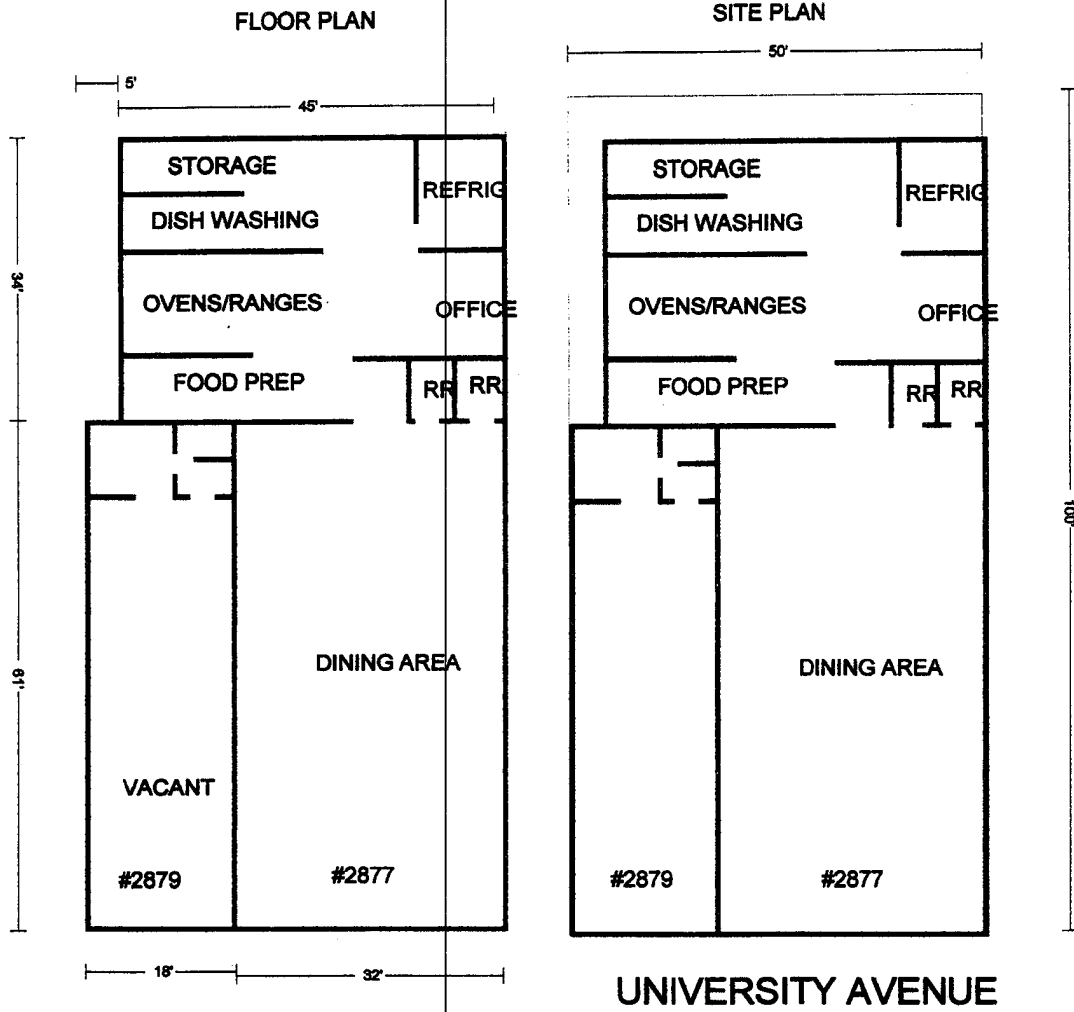 FLOOR PLAN
5'
45'
34'
STORAGE
REFRIG
DISH WASHING
OVENS/RANGES
OFFICE
FOOD PREP
RR
RR
61'
DINING AREA
VACANT
#2879
#2877
18'
32'
SITE PLAN
50'
STORAGE
REFRIG
DISH WASHING
OVENS/RANGES
OFFICE
FOOD PREP
RR
RR
100'
DINING AREA
#2879
#2877
UNIVERSITY AVENUE